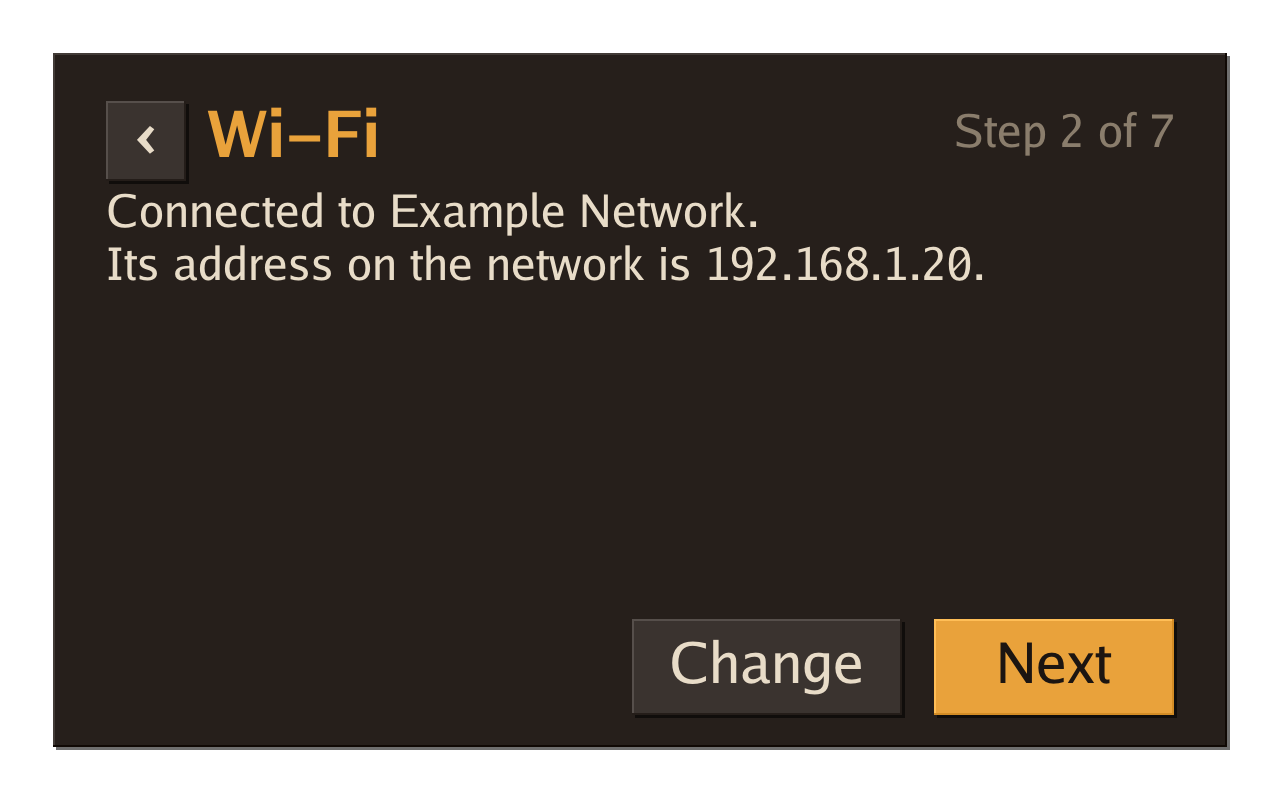 Wi-Fi
Step 2 of 7
Connected to Example Network.
Its address on the network is 192.168.1.20.
Change
Next